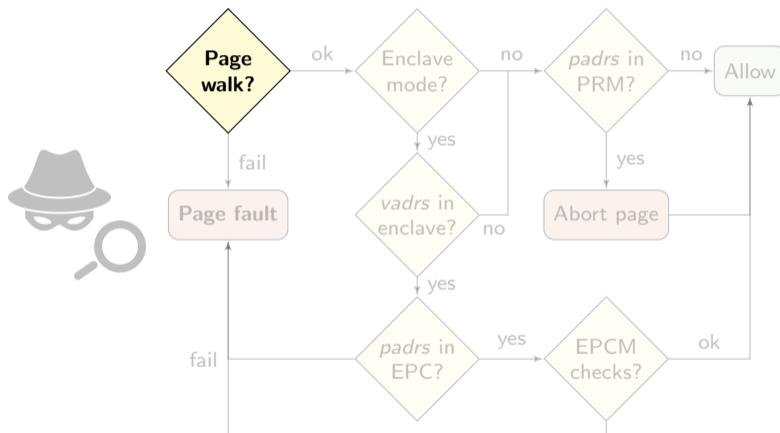 Page
walk?
ok
Enclave
mode?
no
padrs in
PRM?
no
Allow
fail
yes
yes
Page fault
vadrs in
enclave?
no
Abort page
yes
fail
padrs in
EPC?
yes
EPCM
checks?
ok